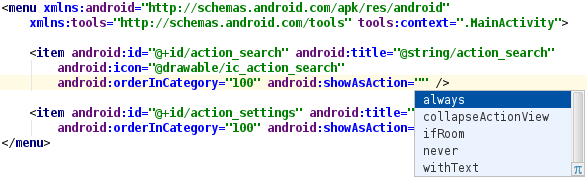 <menu xmlns:android="http://schemas.android.com/apk/res/android"
xmlns:tools="http://schemas.android.com/tools" tools:context=".MainActivity">
<item android:id="@+id/action_search" android:title="@string/action_search"
android:icon="@drawable/ic_action_search"
android:orderInCategory="100" android:showAsAction="" />
<item android:id="@+id/action_settings" android:title="
android:orderInCategory="100" android:showAsAction=
</menu>
always
collapseActionView
ifRoom
never
withText
π